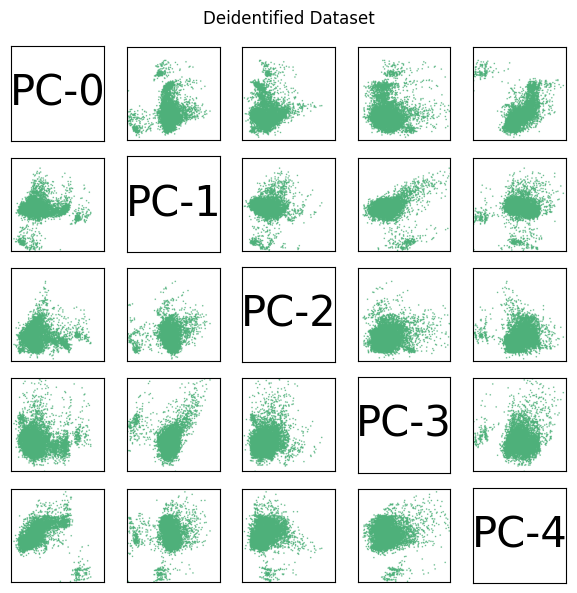 Deidentified Dataset
PC-0
PC-1
PC-2
PC-3
PC-4